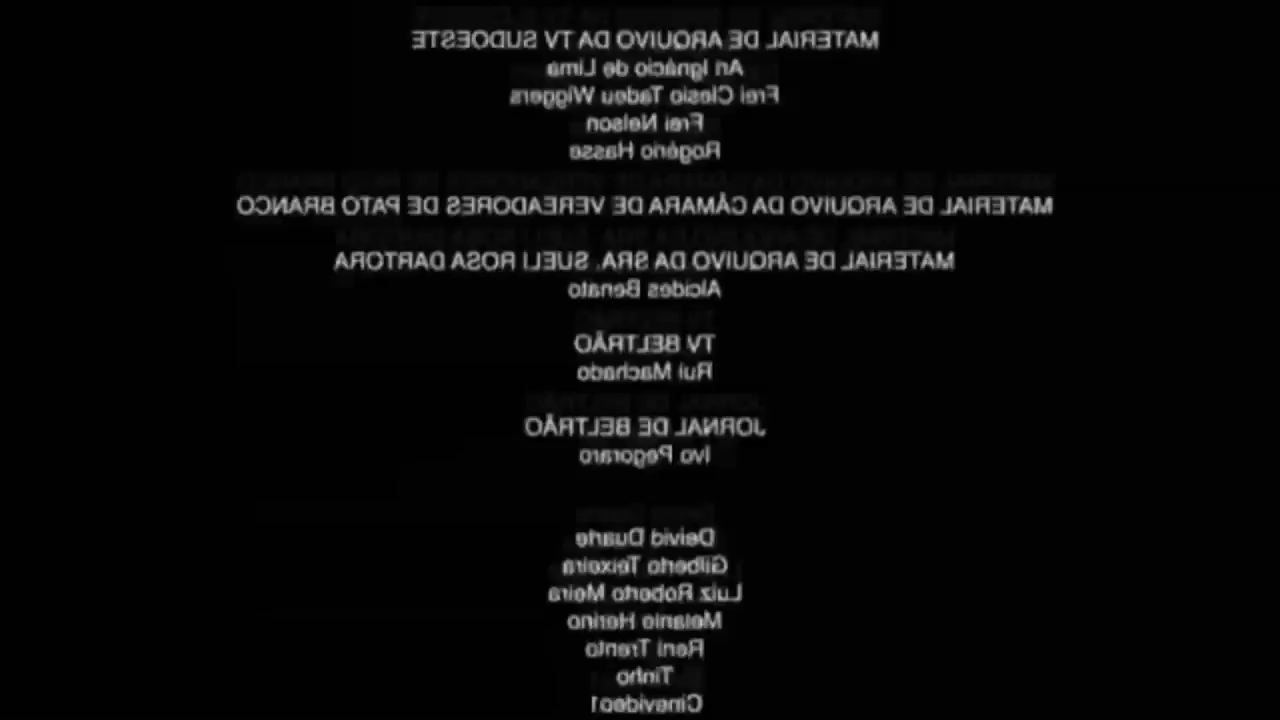 MATERIAL DE ARQUIVO DA TV SUDOESTE
Ari Ignácio de Lima
Frei Clesio Tadeu Wiggers
Frei Nelson
Rogério Hasse
MATERIAL DE ARQUIVO DA CÂMARA DE VEREADORES DE PATO BRANCO
MATERIAL DE ARQUIVO DA SRA. SUELI ROSA DARTORA
Alcides Benato
TV BELTRÃO
Rui Machado
JORNAL DE BELTRÃO
Ivo Pegoraro
Deivid Duarte
Gilberto Teixeira
Luiz Roberto Meira
Melanie Herino
Reni Trento
Tinho
Cinevideo1